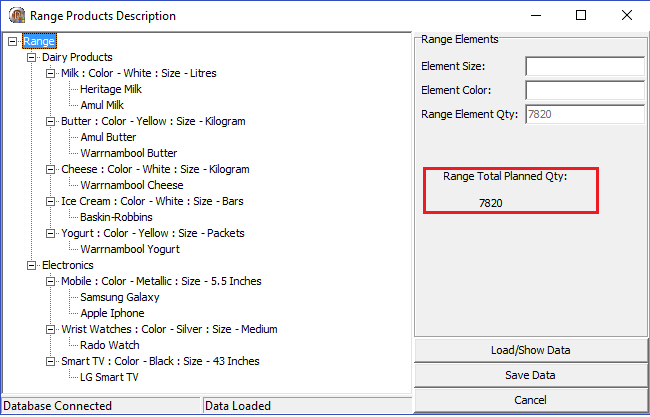 Range Products Description
Range
Dairy Products
Milk : Color - White : Size - Litres
Heritage Milk
Amul Milk
Butter : Color - Yellow : Size - Kilogram
Amul Butter
Warrnambool Butter
Cheese : Color - White : Size - Kilogram
Warrnambool Cheese
Ice Cream : Color - White : Size - Bars
Baskin-Robbins
Yogurt : Color - Yellow : Size - Packets
Warrnambool Yogurt
Electronics
Mobile : Color - Metallic : Size - 5.5 Inches
Samsung Galaxy
Apple Iphone
Wrist Watches : Color - Silver : Size - Medium
Rado Watch
Smart TV : Color - Black : Size - 43 Inches
LG Smart TV
Range Elements
Element Size:
Element Color:
Range Element Qty: 7820
Range Total Planned Qty:
7820
Load/Show Data
Save Data
Cancel
Database Connected
Data Loaded